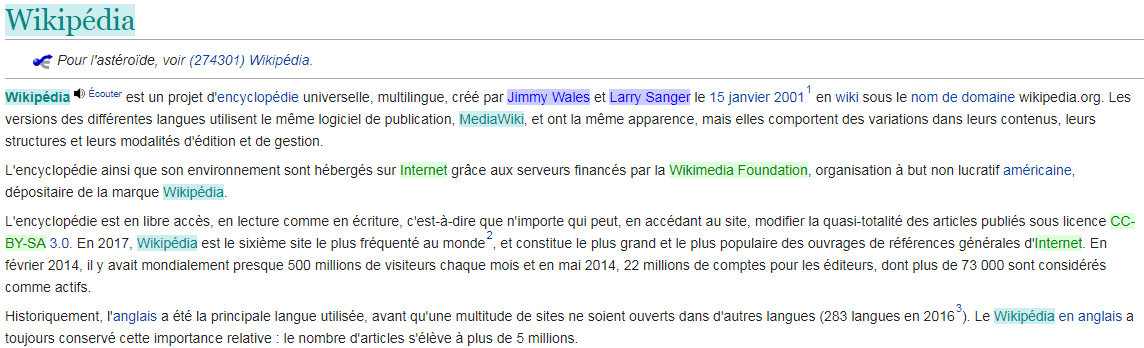 Wikipédia
Pour l'astéroïde, voir (274301) Wikipédia.
Wikipédia Écouter est un projet d'encyclopédie universelle, multilingue, créé par Jimmy Wales et Larry Sanger le 15 janvier 2001 1 en wiki sous le nom de domaine wikipedia.org. Les
versions des différentes langues utilisent le même logiciel de publication, MediaWiki, et ont la même apparence, mais elles comportent des variations dans leurs contenus, leurs
structures et leurs modalités d'édition et de gestion.
L'encyclopédie ainsi que son environnement sont hébergés sur Internet grâce aux serveurs financés par la Wikimedia Foundation, organisation à but non lucratif américaine,
dépositaire de la marque Wikipédia.
L'encyclopédie est en libre accès, en lecture comme en écriture, c'est-à-dire que n'importe qui peut, en accédant au site, modifier la quasi-totalité des articles publiés sous licence CC-
BY-SA 3.0. En 2017, Wikipédia est le sixième site le plus fréquenté au monde2, et constitue le plus grand et le plus populaire des ouvrages de références générales d'Internet. En
février 2014, il y avait mondialement presque 500 millions de visiteurs chaque mois et en mai 2014, 22 millions de comptes pour les éditeurs, dont plus de 73 000 sont considérés
comme actifs.
Historiquement, l'anglais a été la principale langue utilisée, avant qu'une multitude de sites ne soient ouverts dans d'autres langues (283 langues en 20163). Le Wikipédia en anglais a
toujours conservé cette importance relative : le nombre d'articles s'élève à plus de 5 millions.